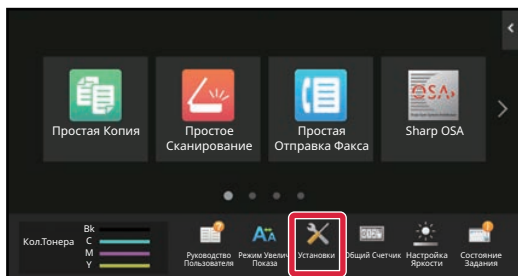 Простая Копия
Простое
Сканирование
Простая
Отправка Факса
OSA
Sharp OSA
Кол.Тонера
Bk
C
M
Y
Руководство
Пользователя
Режим Увелич
Показа
Установки
Общий Счетчик
Настройка
Яркости
Состояние
Задания